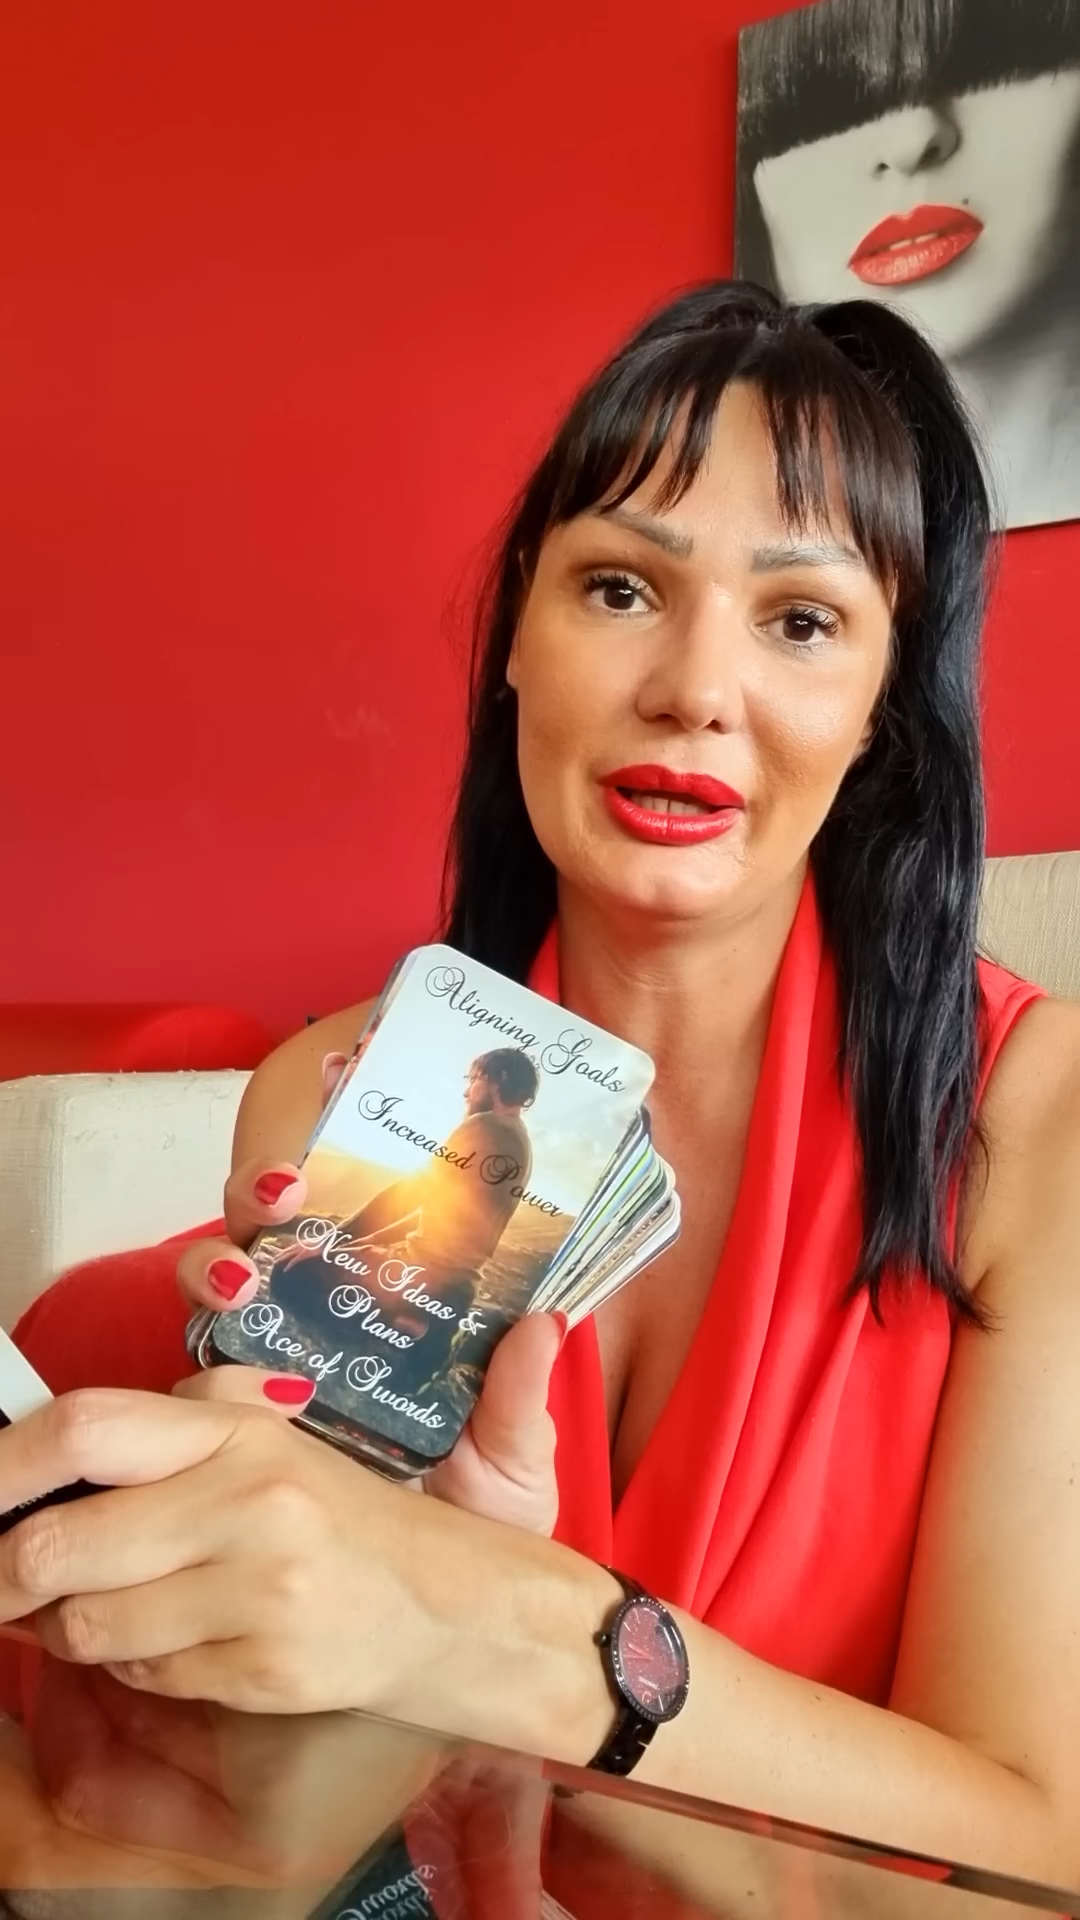 Aligning Goals
Increased Power
New Ideas &
Plans
Ace of Swords